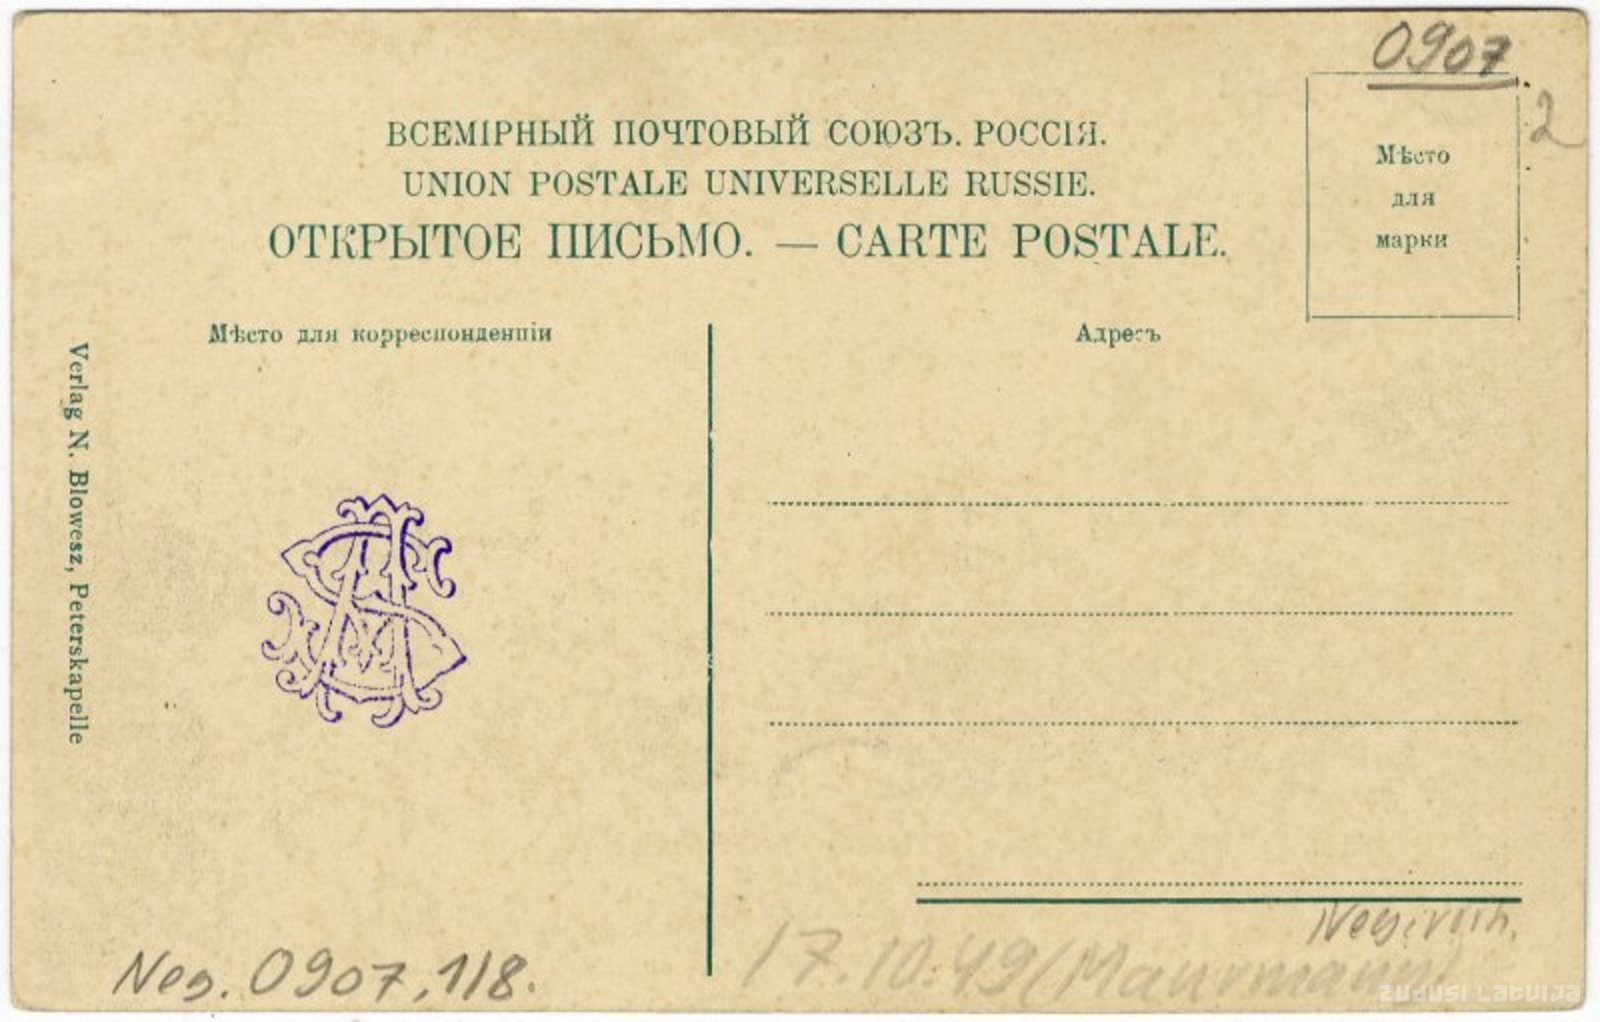 0907
2
ВСЕМІРНЫЙ ПОЧТОВЫЙ СОЮЗЪ. РОССІЯ.
UNION POSTALE UNIVERSELLE RUSSIE.
ОТКРЫТОЕ ПИСЬМО. — CARTE POSTALE.
Мѣсто
для
марки
Мѣсто для корреспонденціи
Адресъ
Verlag N. Blowesz, Peterskapelle
Neg. 0907, 1/8.
17.10.49 (Maurmann)
zudusi Latvija